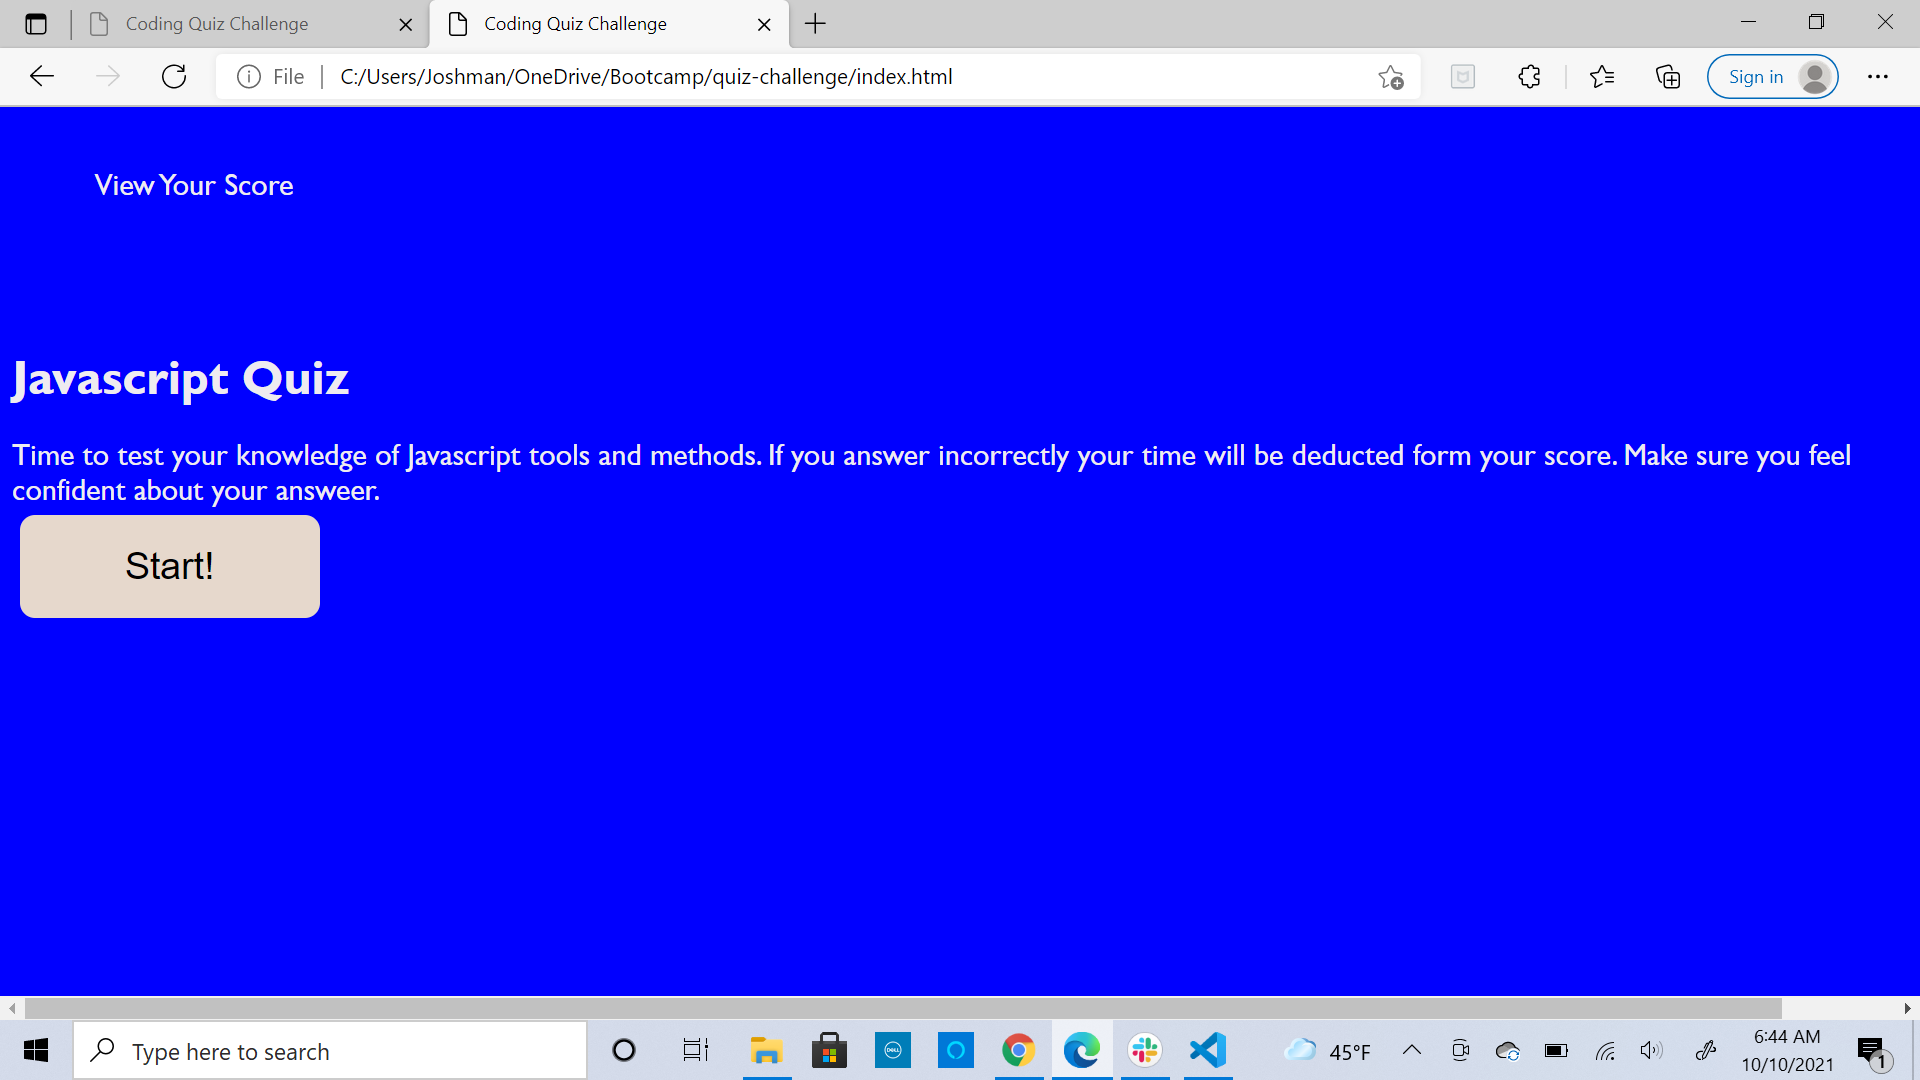 Coding Quiz Challenge
Coding Quiz Challenge
File
C:/Users/Joshman/OneDrive/Bootcamp/quiz-challenge/index.html
Sign in
View Your Score
Javascript Quiz
Time to test your knowledge of Javascript tools and methods. If you answer incorrectly your time will be deducted form your score. Make sure you feel
confident about your answeer.
Start!
Type here to search
DELL
45°F
6:44 AM
10/10/2021
1